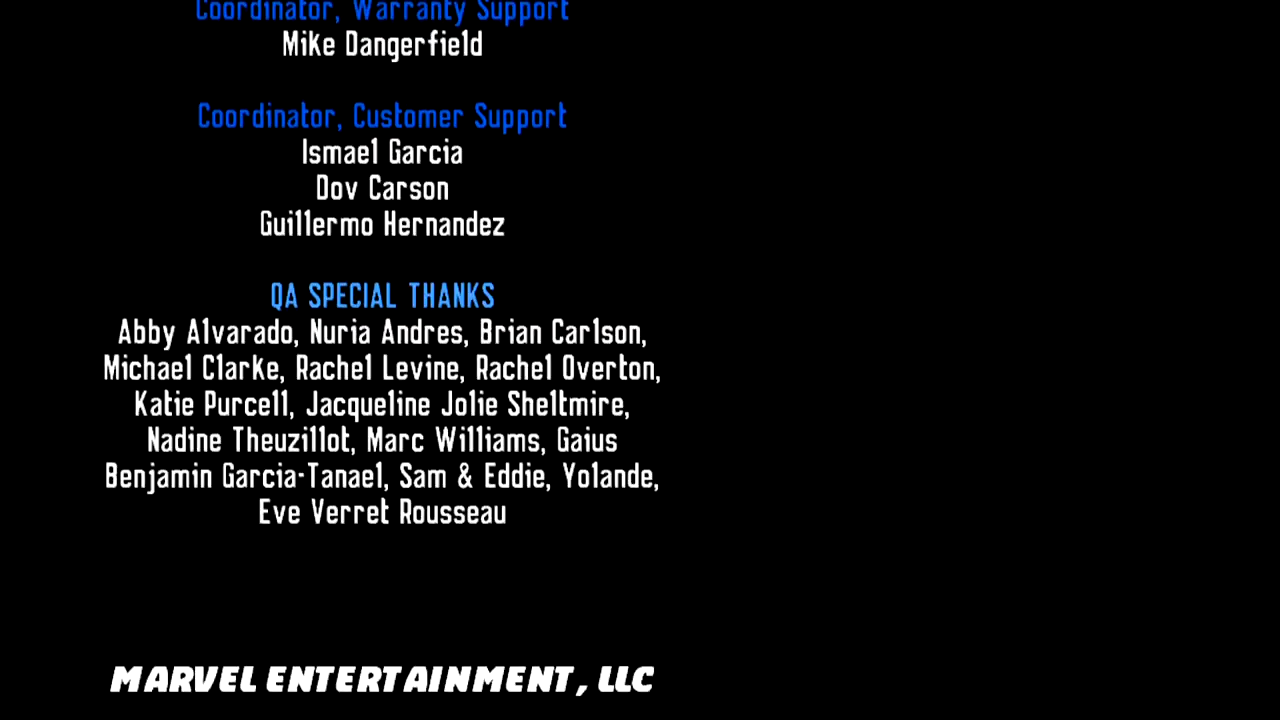 Coordinator, Warranty Support
Mike Dangerfield
Coordinator, Customer Support
Ismael Garcia
Dov Carson
Guillermo Hernandez
QA SPECIAL THANKS
Abby Alvarado, Nuria Andres, Brian Carlson,
Michael Clarke, Rachel Levine, Rachel Overton,
Katie Purcell, Jacqueline Jolie Sheltmire,
Nadine Theuzillot, Marc Williams, Gaius
Benjamin Garcia-Tanael, Sam & Eddie, Yolande,
Eve Verret Rousseau
MARVEL ENTERTAINMENT, LLC